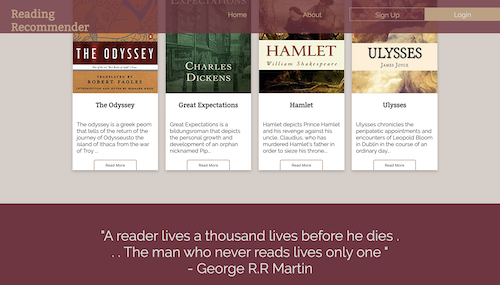 Reading
Recommender
Home
About
Sign Up
Login
THE ODYSSEY
TRANSLATED BY
ROBERT FAGLES
EXPECTATIONS
CHARLES
DICKENS
HAMLET
William Shakespeare
ULYSSES
JAMES JOYCE
The Odyssey
Great Expectations
Hamlet
Ulysses
The odyssey is a greek peom
that tells of the return of the
journey of Odysseusto the
island of Ithaca from the war
of Troy ...
Great Expectations is a
bildungsroman that depicts
the personal growth and
development of an orphan
nicknamed Pip...
Hamlet depicts Prince Hamlet
and his revenge against his
uncle. Claudius, who has
murdered Hamlet's father in
order to sieze his throne...
Ulysses chronicles the
peripatetic appointments and
encounters of Leopold Bloom
in Dublin in the course of an
ordinary day...
Read More
Read More
Read More
Read More
"A reader lives a thousand lives before he dies .
. . The man who never reads lives only one "
- George R.R Martin